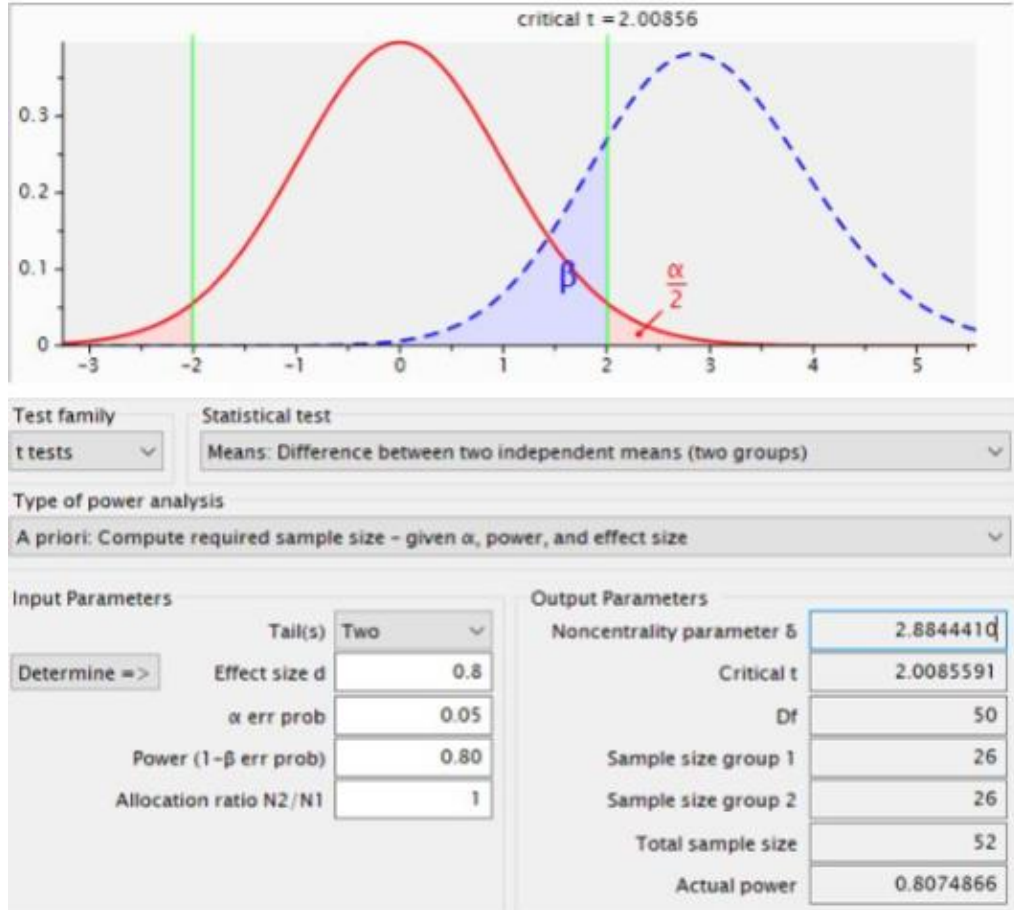 critical t = 2.00856
0.3
0.2
0.1
0
β
α
2
-3 -2 -1 0 1 2 3 4 5
Test family
Statistical test
t tests
Means: Difference between two independent means (two groups)
Type of power analysis
A priori: Compute required sample size – given α, power, and effect size
Input Parameters
Tail(s) Two
Determine => Effect size d 0.8
α err prob 0.05
Power (1-β err prob) 0.80
Allocation ratio N2/N1 1
Output Parameters
Noncentrality parameter δ 2.8844410
Critical t 2.0085591
Df 50
Sample size group 1 26
Sample size group 2 26
Total sample size 52
Actual power 0.8074866